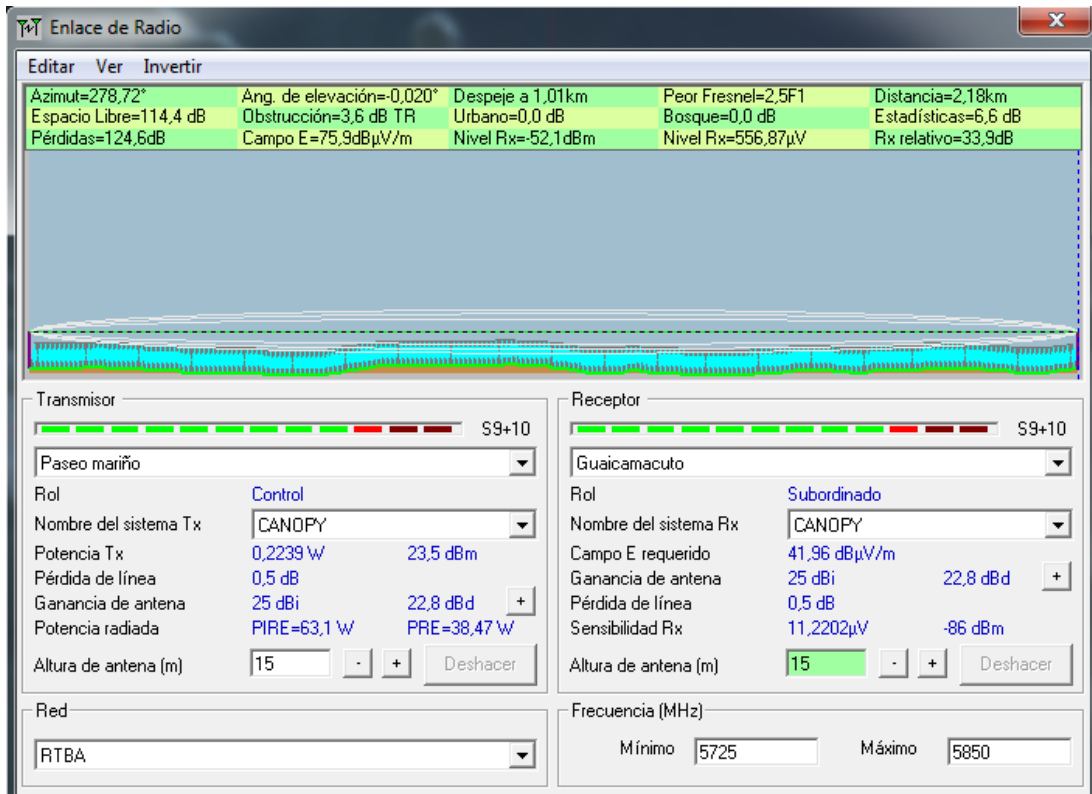 Enlace de Radio
Editar Ver Invertir
Azimut=278,72° Ang. de elevación=-0,020° Despeje a 1,01km Peor Fresnel=2,5F1 Distancia=2,18km
Espacio Libre=114,4 dB Obstrucción=3,6 dB TR Urbano=0,0 dB Bosque=0,0 dB Estadísticas=6,6 dB
Pérdidas=124,6dB Campo E=75,9dBµV/m Nivel Rx=-52,1dBm Nivel Rx=556,87µV Rx relativo=33,9dB
Transmisor
S9+10
Paseo mariño
Rol Control
Nombre del sistema Tx CANOPY
Potencia Tx 0,2239 W 23,5 dBm
Pérdida de línea 0,5 dB
Ganancia de antena 25 dBi 22,8 dBd +
Potencia radiada PIRE=63,1 W PRE=38,47 W
Altura de antena (m) 15 - + Deshacer
Receptor
S9+10
Guaicamacuto
Rol Subordinado
Nombre del sistema Rx CANOPY
Campo E requerido 41,96 dBµV/m
Ganancia de antena 25 dBi 22,8 dBd +
Pérdida de línea 0,5 dB
Sensibilidad Rx 11,2202µV -86 dBm
Altura de antena (m) 15 - + Deshacer
Red
RTBA
Frecuencia (MHz)
Mínimo 5725 Máximo 5850